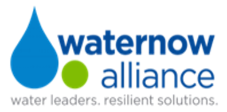 waternow
alliance
water leaders. resilient solutions.